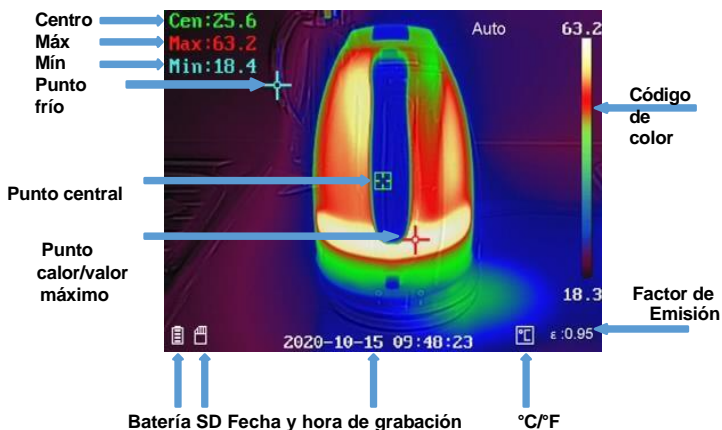 Centro
Cen:25.6
Auto
63.2
Máx
Max:63.2
Mín
Min:18.4
Punto
frío
Código
de
color
Punto central
Punto
calor/valor
máximo
18.3
Factor de
Emisión
ε :0.95
2020-10-15 09:48:23
°C
Batería SD Fecha y hora de grabación
°C/°F